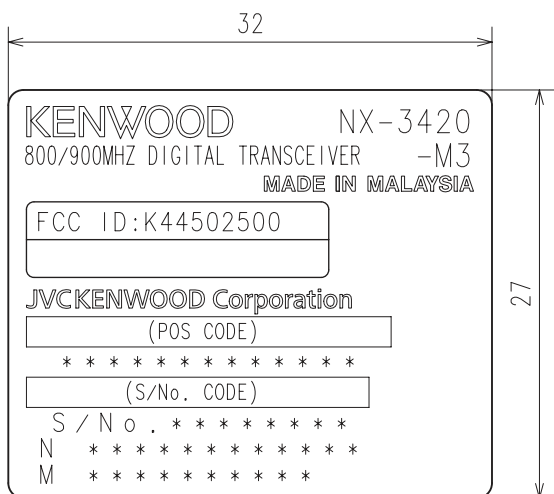 32
KENWOOD NX-3420
800/900MHZ DIGITAL TRANSCEIVER -M3
MADE IN MALAYSIA
FCC ID:K44502500
27
JVCKENWOOD Corporation
(POS CODE)
* * * * * * * * * * * * *
(S/No. CODE)
S/No. * * * * * * * *
N * * * * * * * * * * * *
M * * * * * * * * * *